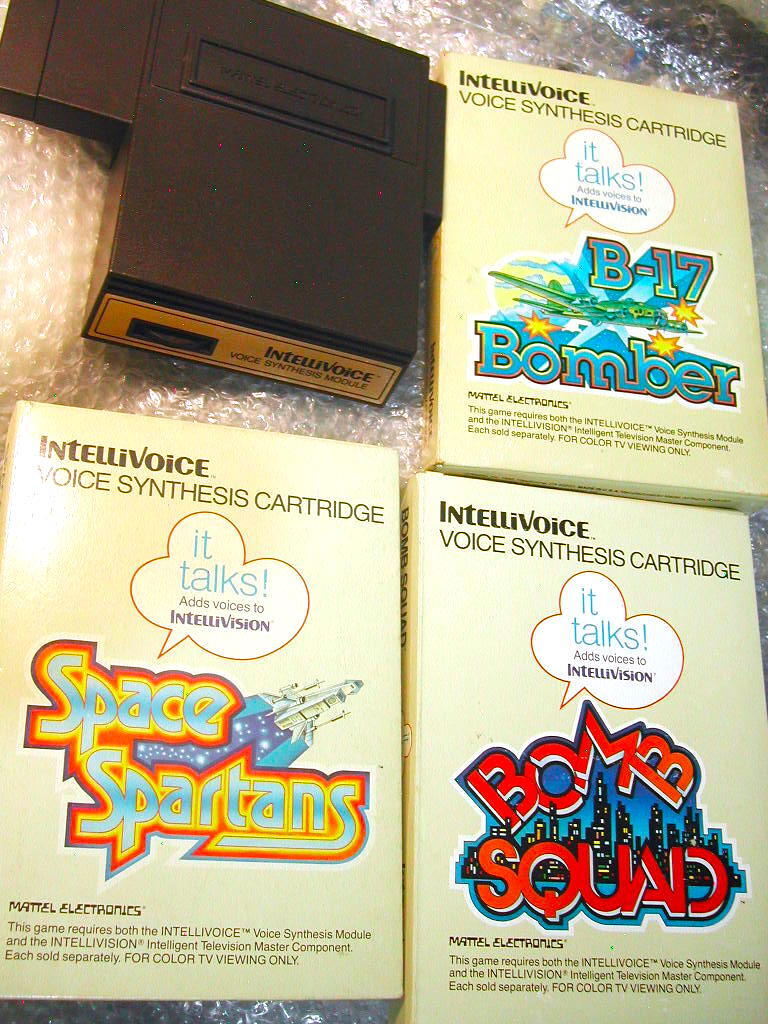 MATTEL ELECTRONICS
INTELLIVOICE™
VOICE SYNTHESIS MODULE
INTELLIVOICE™
VOICE SYNTHESIS CARTRIDGE
it
talks!
Adds voices to
INTELLIVISION®
B-17
Bomber
MATTEL ELECTRONICS®
This game requires both the INTELLIVOICE™ Voice Synthesis Module
and the INTELLIVISION® Intelligent Television Master Component.
Each sold separately. FOR COLOR TV VIEWING ONLY.
INTELLIVOICE™
VOICE SYNTHESIS CARTRIDGE
it
talks!
Adds voices to
INTELLIVISION®
Space
Spartans
MATTEL ELECTRONICS®
This game requires both the INTELLIVOICE™ Voice Synthesis Module
and the INTELLIVISION® Intelligent Television Master Component.
Each sold separately. FOR COLOR TV VIEWING ONLY.
BOMB SQUAD
INTELLIVOICE™
VOICE SYNTHESIS CARTRIDGE
it
talks!
Adds voices to
INTELLIVISION®
BOMB
SQUAD
MATTEL ELECTRONICS®
This game requires both the INTELLIVOICE™ Voice Synthesis Module
and the INTELLIVISION® Intelligent Television Master Component.
Each sold separately. FOR COLOR TV VIEWING ONLY.